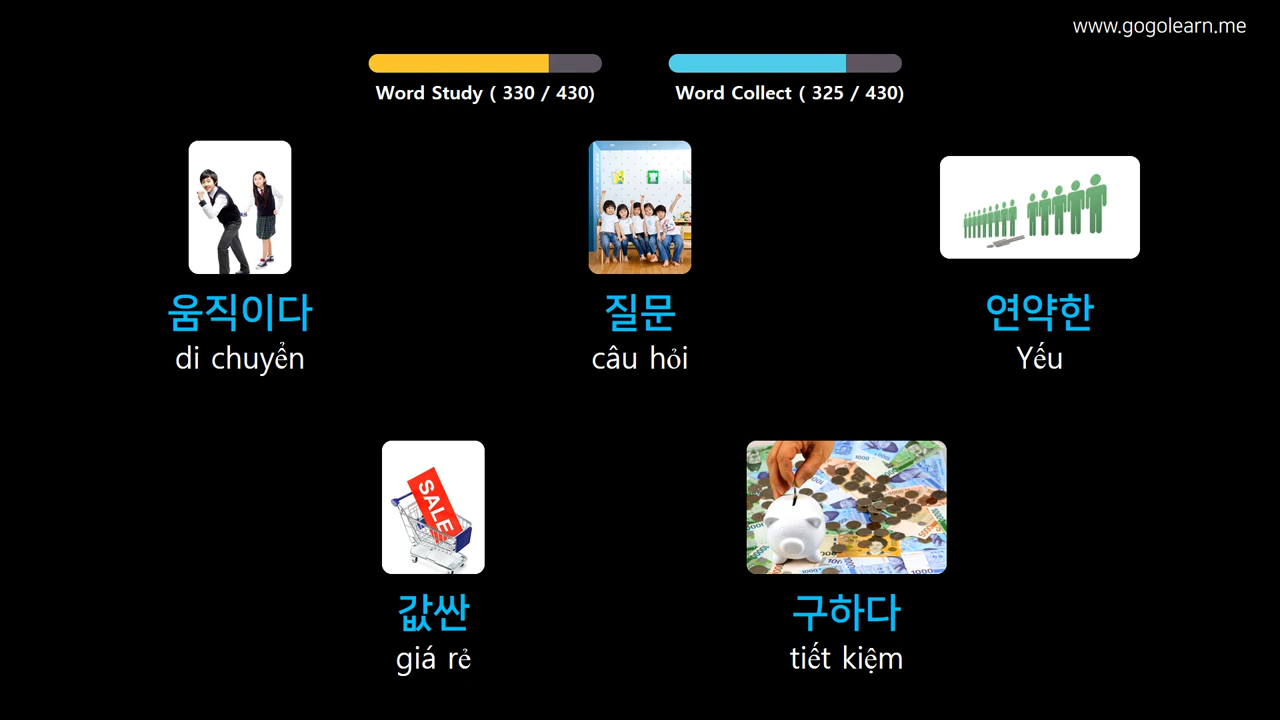 www.gogolearn.me
Word Study ( 330 / 430)
Word Collect ( 325 / 430)
움직이다
di chuyển
질문
câu hỏi
연약한
Yếu
SALE
값싼
giá rẻ
1000
구하다
tiết kiệm